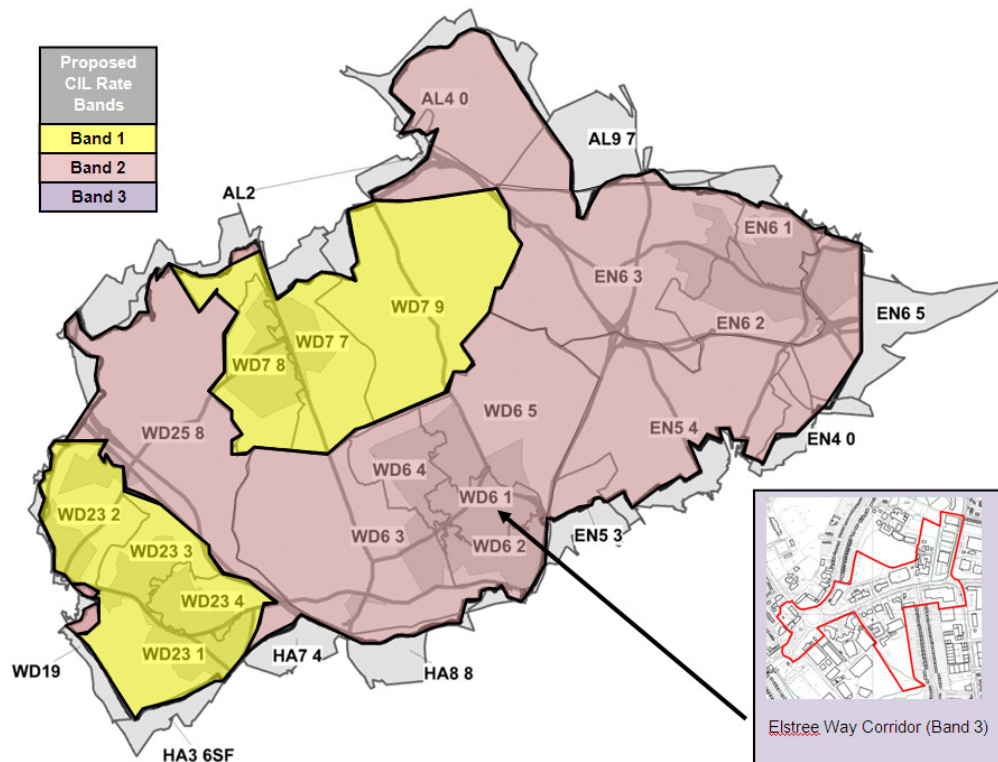 Proposed
CIL Rate
Bands
Band 1
Band 2
Band 3
AL4 0
AL9 7
AL2
EN6 1
EN6 3
EN6 5
WD7 9
EN6 2
WD7 7
WD7 8
WD6 5
WD25 8
EN5 4
EN4 0
WD6 4
WD6 1
WD23 2
WD6 3
WD6 2
EN5 3
WD23 3
WD23 4
WD23 1
HA7 4
WD19
HA8 8
HA3 6SF
Elstree Way Corridor (Band 3)